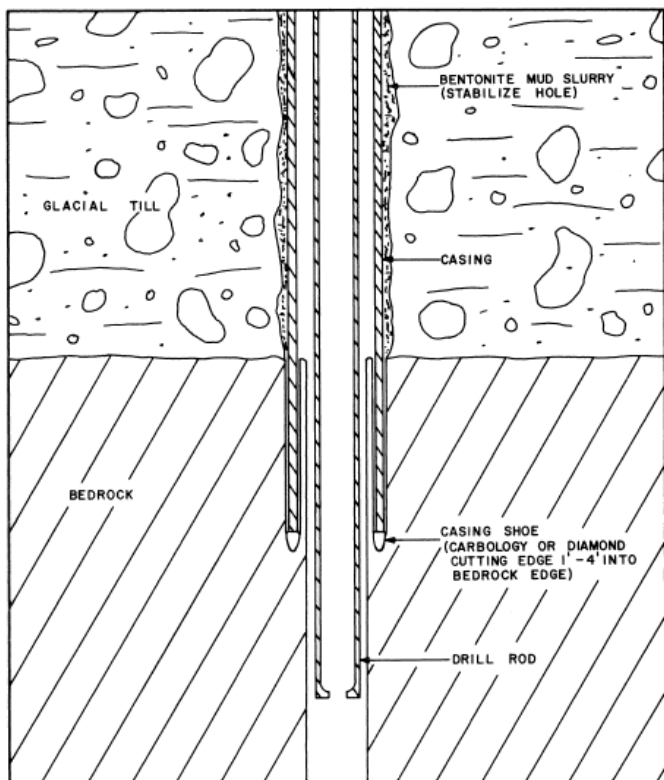 BENTONITE MUD SLURRY
(STABILIZE HOLE)
GLACIAL TILL
CASING
BEDROCK
CASING SHOE
(CARBOLOGY OR DIAMOND
CUTTING EDGE 1' - 4' INTO
BEDROCK EDGE)
DRILL ROD